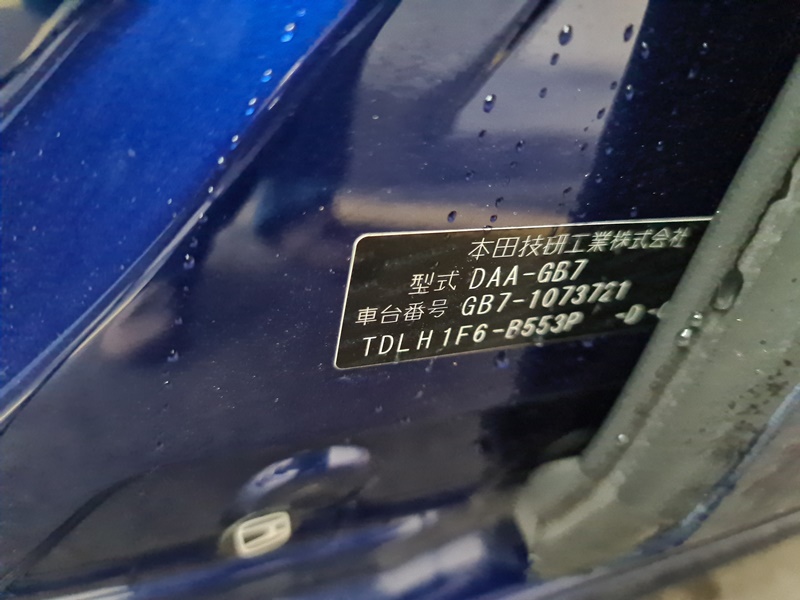 本田技研工業株式会社
型式 DAA-GB7
車台番号 GB7-1073721
TDLH1F6-B553P -D-